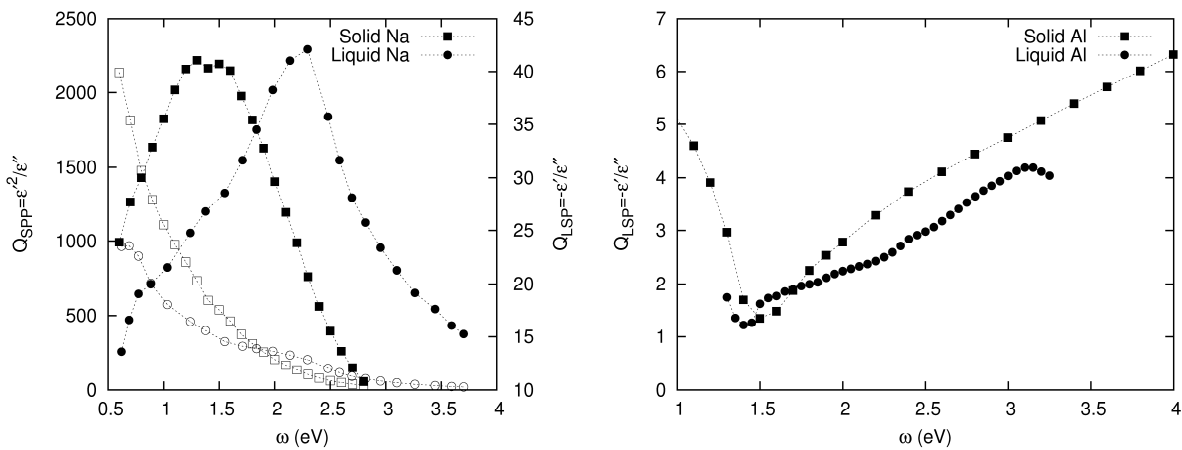 2500
2000
1500
1000
500
0
Q_SPP=ε′²/ε″
45
40
35
30
25
20
15
10
Q_LSP=-ε′/ε″
Solid Na
Liquid Na
0.5 1 1.5 2 2.5 3 3.5 4
ω (eV)
7
6
5
4
3
2
1
0
Q_LSP=-ε′/ε″
Solid Al
Liquid Al
1 1.5 2 2.5 3 3.5 4
ω (eV)